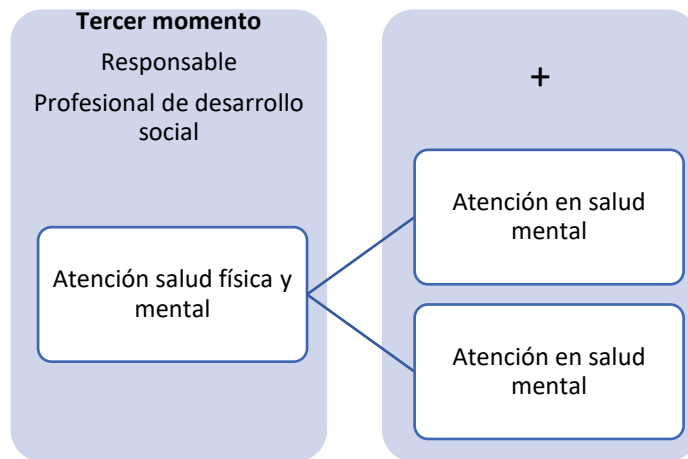 Tercer momento
Responsable
Profesional de desarrollo
social
Atención salud física y
mental
+
Atención en salud
mental
Atención en salud
mental